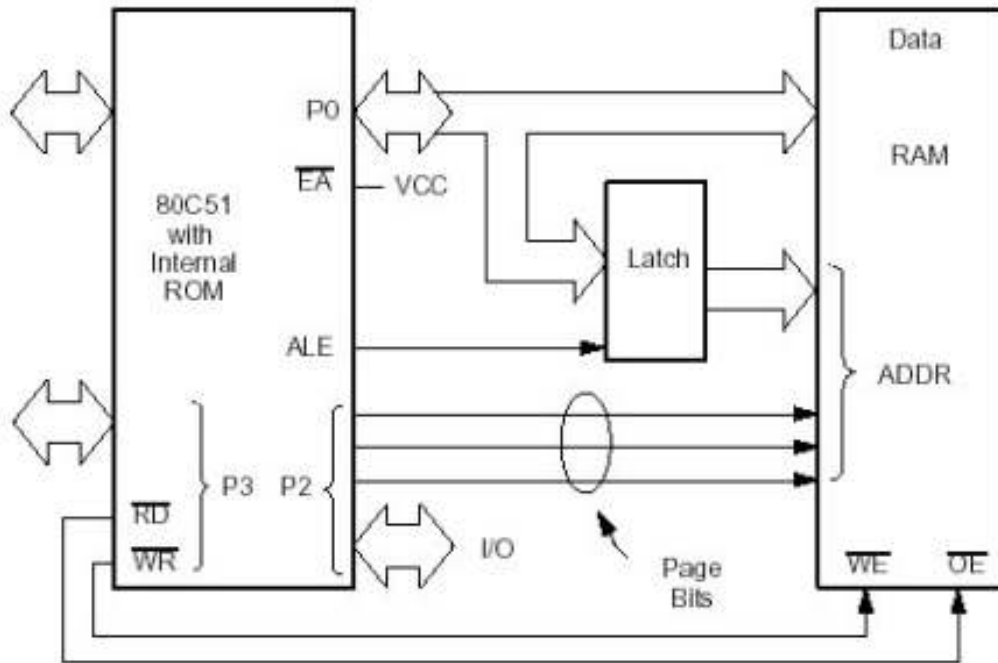 Data
RAM
P0
EA
VCC
80C51
with
Internal
ROM
Latch
ALE
ADDR
P3
P2
RD
WR
I/O
Page
Bits
WE
OE